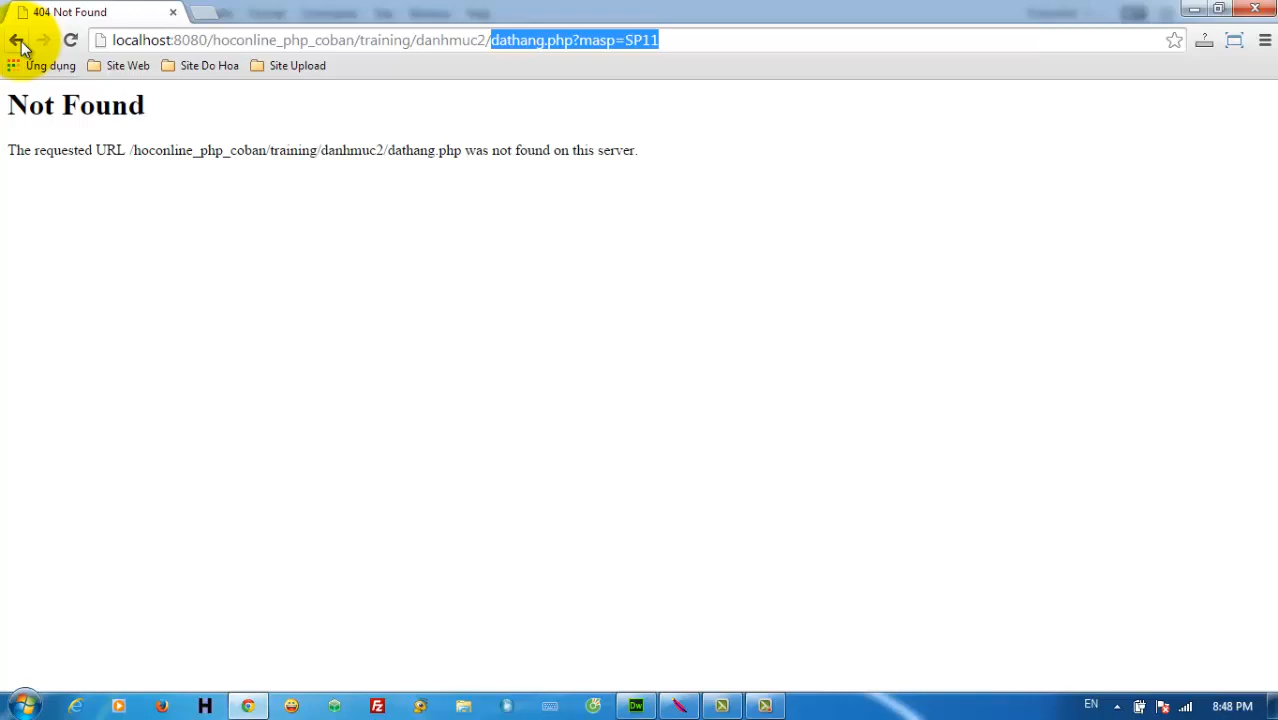 404 Not Found
localhost:8080/hoconline_php_coban/training/danhmuc2/dathang.php?masp=SP11
Ứng dụng Site Web Site Do Hoa Site Upload
Not Found
The requested URL /hoconline_php_coban/training/danhmuc2/dathang.php was not found on this server.
H Fz Dw EN 8:48 PM